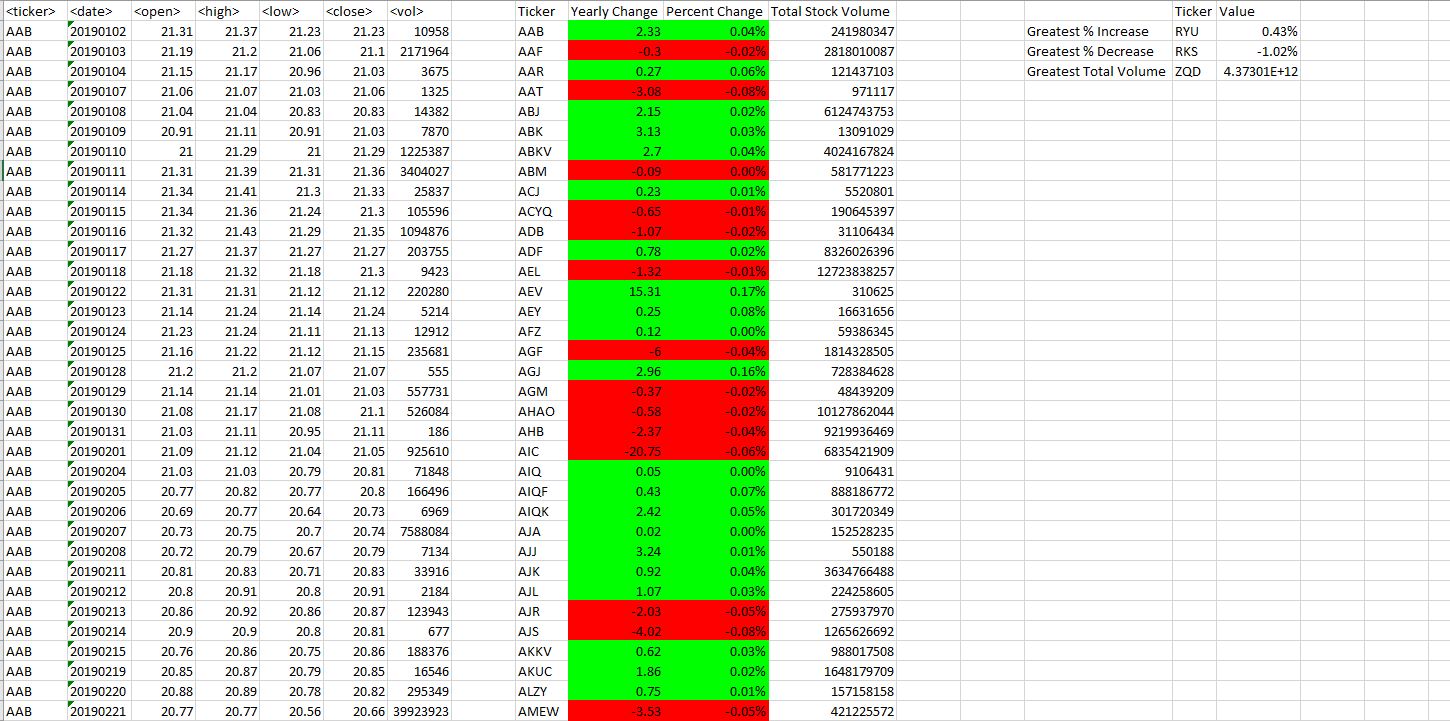 <ticker> <date> <open> <high> <low> <close> <vol> Ticker Yearly Change Percent Change Total Stock Volume Ticker Value
AAB 20190102 21.31 21.37 21.23 21.23 10958 AAB 2.33 0.04% 241980347 Greatest % Increase RYU 0.43%
AAB 20190103 21.19 21.2 21.06 21.1 2171964 AAF -0.3 -0.02% 2818010087 Greatest % Decrease RKS -1.02%
AAB 20190104 21.15 21.17 20.96 21.03 3675 AAR 0.27 0.06% 121437103 Greatest Total Volume ZQD 4.37301E+12
AAB 20190107 21.06 21.07 21.03 21.06 1325 AAT -3.08 -0.08% 971117
AAB 20190108 21.04 21.04 20.83 20.83 14382 ABJ 2.15 0.02% 6124743753
AAB 20190109 20.91 21.11 20.91 21.03 7870 ABK 3.13 0.03% 13091029
AAB 20190110 21 21.29 21 21.29 1225387 ABKV 2.7 0.04% 4024167824
AAB 20190111 21.31 21.39 21.31 21.36 3404027 ABM -0.09 0.00% 581771223
AAB 20190114 21.34 21.41 21.3 21.33 25837 ACJ 0.23 0.01% 5520801
AAB 20190115 21.34 21.36 21.24 21.3 105596 ACYQ -0.65 -0.01% 190645397
AAB 20190116 21.32 21.43 21.29 21.35 1094876 ADB -1.07 -0.02% 31106434
AAB 20190117 21.27 21.37 21.27 21.27 203755 ADF 0.78 0.02% 8326026396
AAB 20190118 21.18 21.32 21.18 21.3 9423 AEL -1.32 -0.01% 12723838257
AAB 20190122 21.31 21.31 21.12 21.12 220280 AEV 15.31 0.17% 310625
AAB 20190123 21.14 21.24 21.14 21.24 5214 AEY 0.25 0.08% 16631656
AAB 20190124 21.23 21.24 21.11 21.13 12912 AFZ 0.12 0.00% 59386345
AAB 20190125 21.16 21.22 21.12 21.15 235681 AGF -6 -0.04% 1814328505
AAB 20190128 21.2 21.2 21.07 21.07 555 AGJ 2.96 0.16% 728384628
AAB 20190129 21.14 21.14 21.01 21.03 557731 AGM -0.37 -0.02% 48439209
AAB 20190130 21.08 21.17 21.08 21.1 526084 AHAO -0.58 -0.02% 10127862044
AAB 20190131 21.03 21.11 20.95 21.11 186 AHB -2.37 -0.04% 9219936469
AAB 20190201 21.09 21.12 21.04 21.05 925610 AIC -20.75 -0.06% 6835421909
AAB 20190204 21.03 21.03 20.79 20.81 71848 AIQ 0.05 0.00% 9106431
AAB 20190205 20.77 20.82 20.77 20.8 166496 AIQF 0.43 0.07% 888186772
AAB 20190206 20.69 20.77 20.64 20.73 6969 AIQK 2.42 0.05% 301720349
AAB 20190207 20.73 20.75 20.7 20.74 7588084 AJA 0.02 0.00% 152528235
AAB 20190208 20.72 20.79 20.67 20.79 7134 AJJ 3.24 0.01% 550188
AAB 20190211 20.81 20.83 20.71 20.83 33916 AJK 0.92 0.04% 3634766488
AAB 20190212 20.8 20.91 20.8 20.91 2184 AJL 1.07 0.03% 224258605
AAB 20190213 20.86 20.92 20.86 20.87 123943 AJR -2.03 -0.05% 275937970
AAB 20190214 20.9 20.9 20.8 20.81 677 AJS -4.02 -0.08% 1265626692
AAB 20190215 20.76 20.86 20.75 20.86 188376 AKKV 0.62 0.03% 988017508
AAB 20190219 20.85 20.87 20.79 20.85 16546 AKUC 1.86 0.02% 1648179709
AAB 20190220 20.88 20.89 20.78 20.82 295349 ALZY 0.75 0.01% 157158158
AAB 20190221 20.77 20.77 20.56 20.66 39923923 AMEW -3.53 -0.05% 421225572